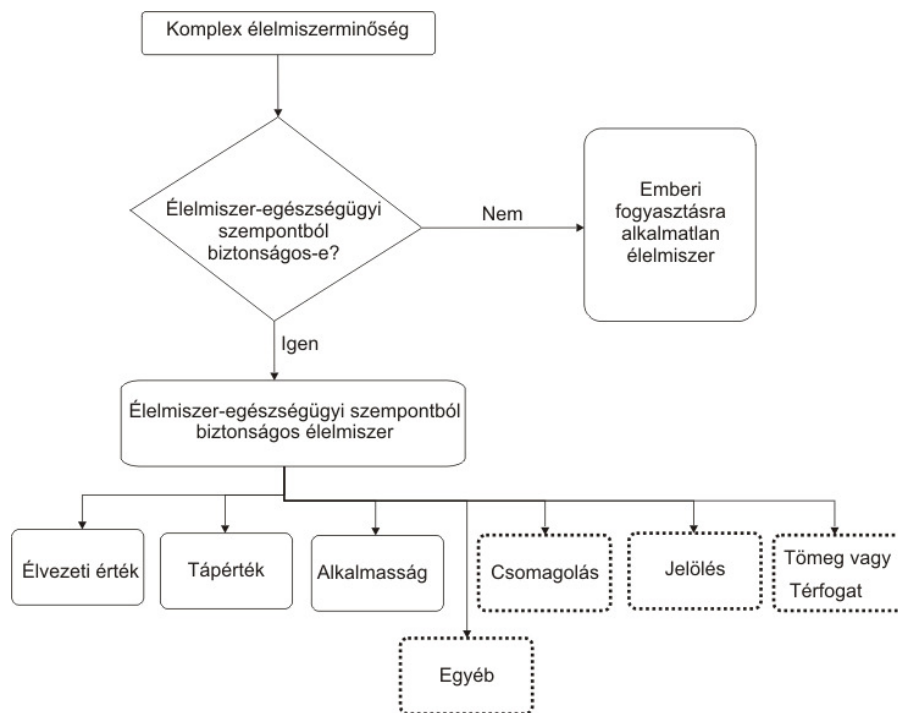 Komplex élelmiszerminőség
Élelmiszer-egészségügyi
szempontból
biztonságos-e?
Nem
Emberi
fogyasztásra
alkalmatlan
élelmiszer
Igen
Élelmiszer-egészségügyi szempontból
biztonságos élelmiszer
Élvezeti érték
Tápérték
Alkalmasság
Csomagolás
Jelölés
Tömeg vagy
Térfogat
Egyéb